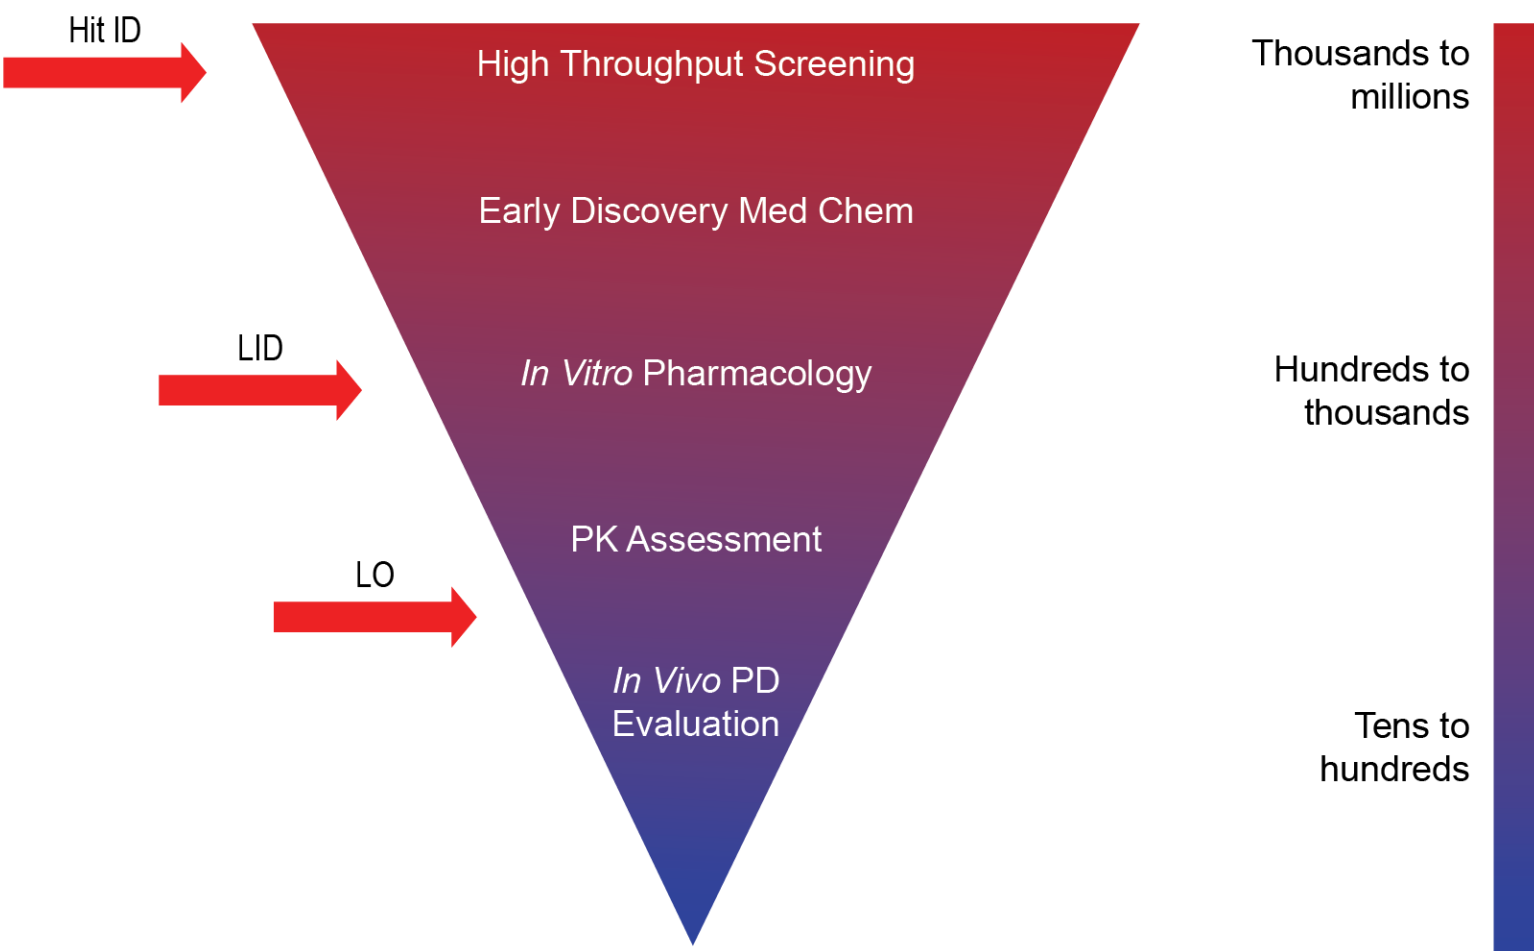 Hit ID
High Throughput Screening
Thousands to
millions
Early Discovery Med Chem
LID
In Vitro Pharmacology
Hundreds to
thousands
PK Assessment
LO
In Vivo PD
Evaluation
Tens to
hundreds